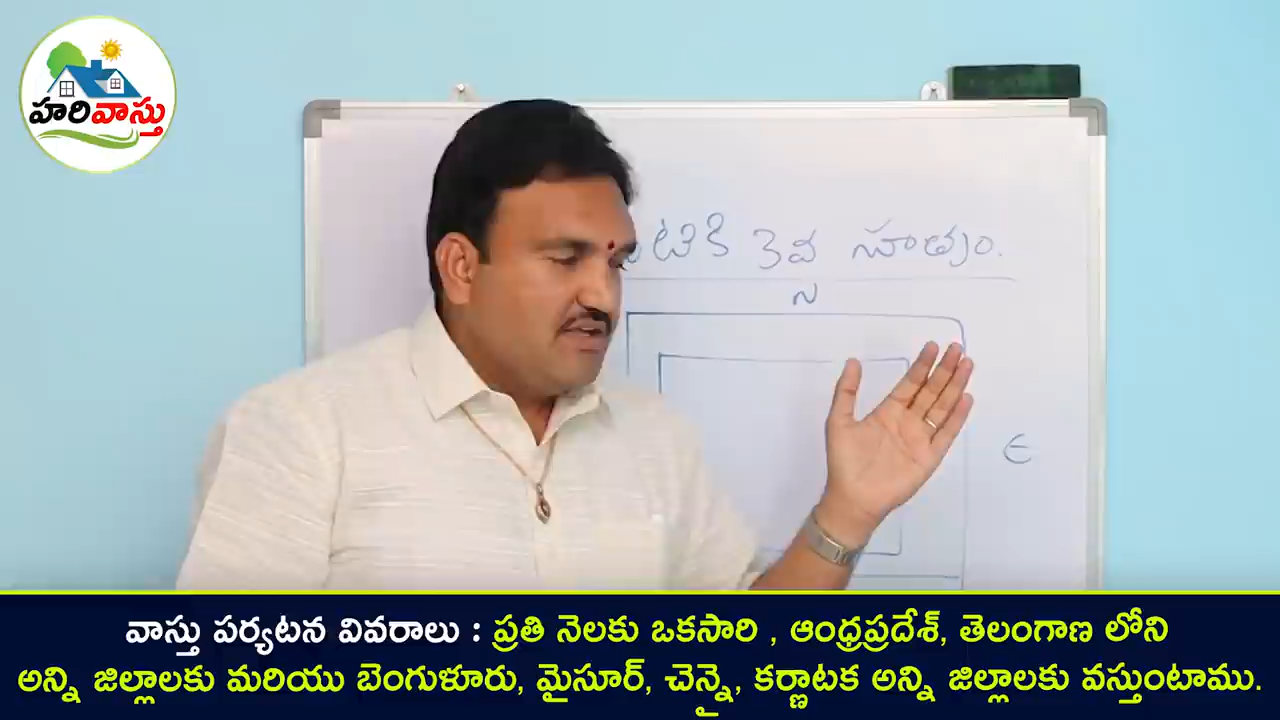 హరివాస్తు
టికి 3వ సూత్రం.
N
E
వాస్తు పర్యటన వివరాలు : ప్రతి నెలకు ఒకసారి , ఆంధ్రప్రదేశ్, తెలంగాణ లోని
అన్ని జిల్లాలకు మరియు బెంగుళూరు, మైసూర్, చెన్నై, కర్ణాటక అన్ని జిల్లాలకు వస్తుంటాము.